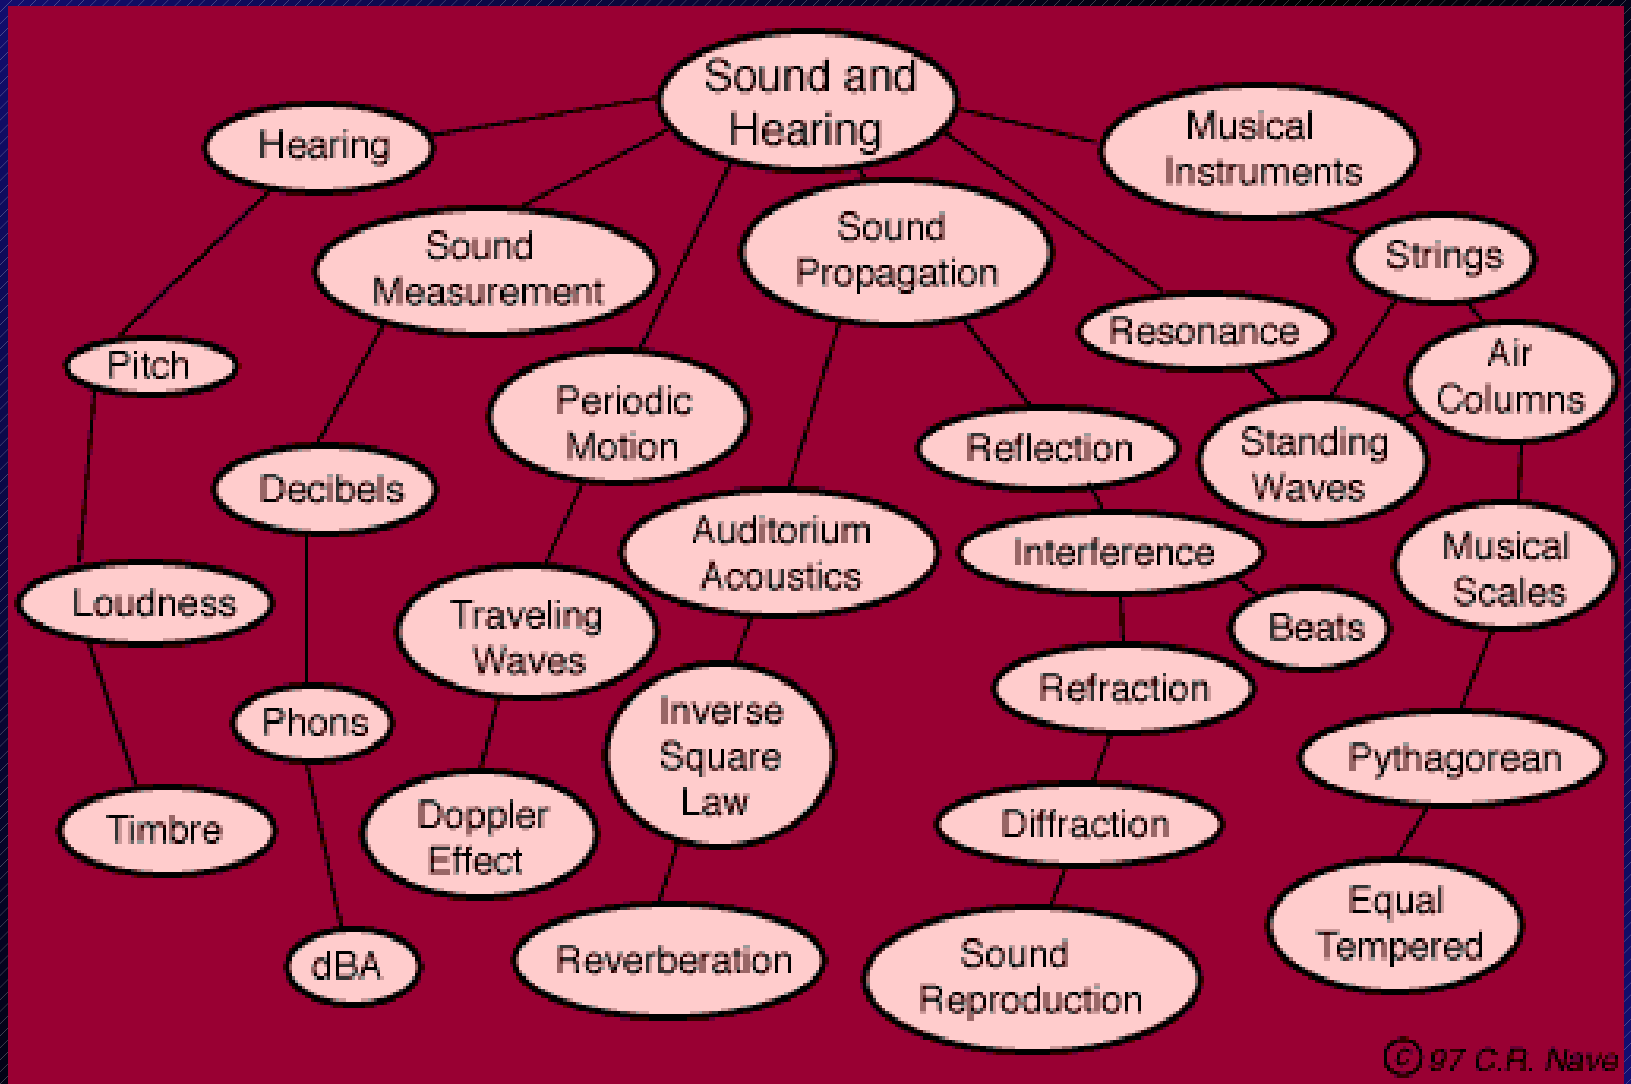 Sound and
Hearing
Hearing
Musical
Instruments
Sound
Measurement
Sound
Propagation
Strings
Resonance
Air
Columns
Pitch
Periodic
Motion
Reflection
Standing
Waves
Decibels
Auditorium
Acoustics
Interference
Musical
Scales
Loudness
Traveling
Waves
Beats
Refraction
Phons
Inverse
Square
Law
Pythagorean
Timbre
Doppler
Effect
Diffraction
Equal
Tempered
dBA
Reverberation
Sound
Reproduction
© 97 C.R. Nave